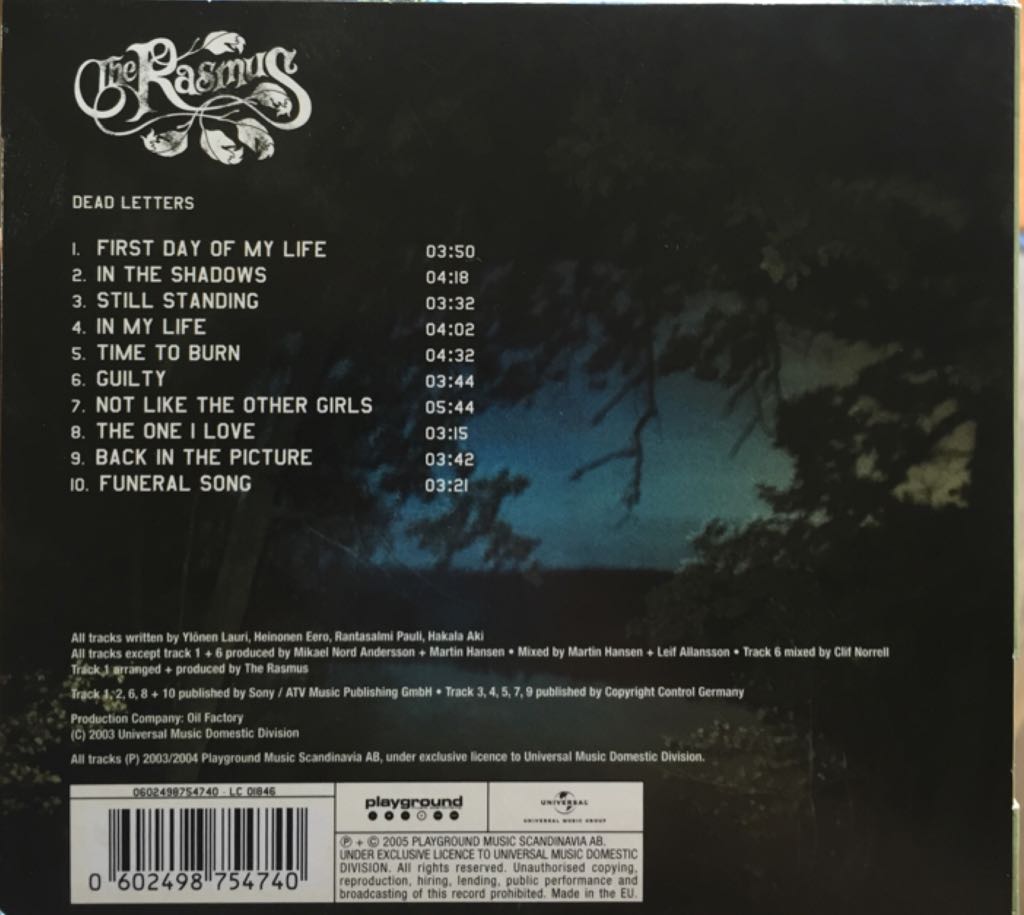 The Rasmus
DEAD LETTERS
1. FIRST DAY OF MY LIFE 03:50
2. IN THE SHADOWS 04:18
3. STILL STANDING 03:32
4. IN MY LIFE 04:02
5. TIME TO BURN 04:32
6. GUILTY 03:44
7. NOT LIKE THE OTHER GIRLS 05:44
8. THE ONE I LOVE 03:15
9. BACK IN THE PICTURE 03:42
10. FUNERAL SONG 03:21
All tracks written by Ylönen Lauri, Heinonen Eero, Rantasalmi Pauli, Hakala Aki
All tracks except track 1 + 6 produced by Mikael Nord Andersson + Martin Hansen • Mixed by Martin Hansen + Leif Allansson • Track 6 mixed by Clif Norrell
Track 1 arranged + produced by The Rasmus
Track 1, 2, 6, 8 + 10 published by Sony / ATV Music Publishing GmbH • Track 3, 4, 5, 7, 9 published by Copyright Control Germany
Production Company: Oil Factory
(C) 2003 Universal Music Domestic Division
All tracks (P) 2003/2004 Playground Music Scandinavia AB, under exclusive licence to Universal Music Domestic Division.
0602498754740 · LC 01846
0 602498 754740
playground
UNIVERSAL
UNIVERSAL MUSIC GROUP
℗ + © 2005 PLAYGROUND MUSIC SCANDINAVIA AB.
UNDER EXCLUSIVE LICENCE TO UNIVERSAL MUSIC DOMESTIC
DIVISION. All rights reserved. Unauthorised copying,
reproduction, hiring, lending, public performance and
broadcasting of this record prohibited. Made in the EU.